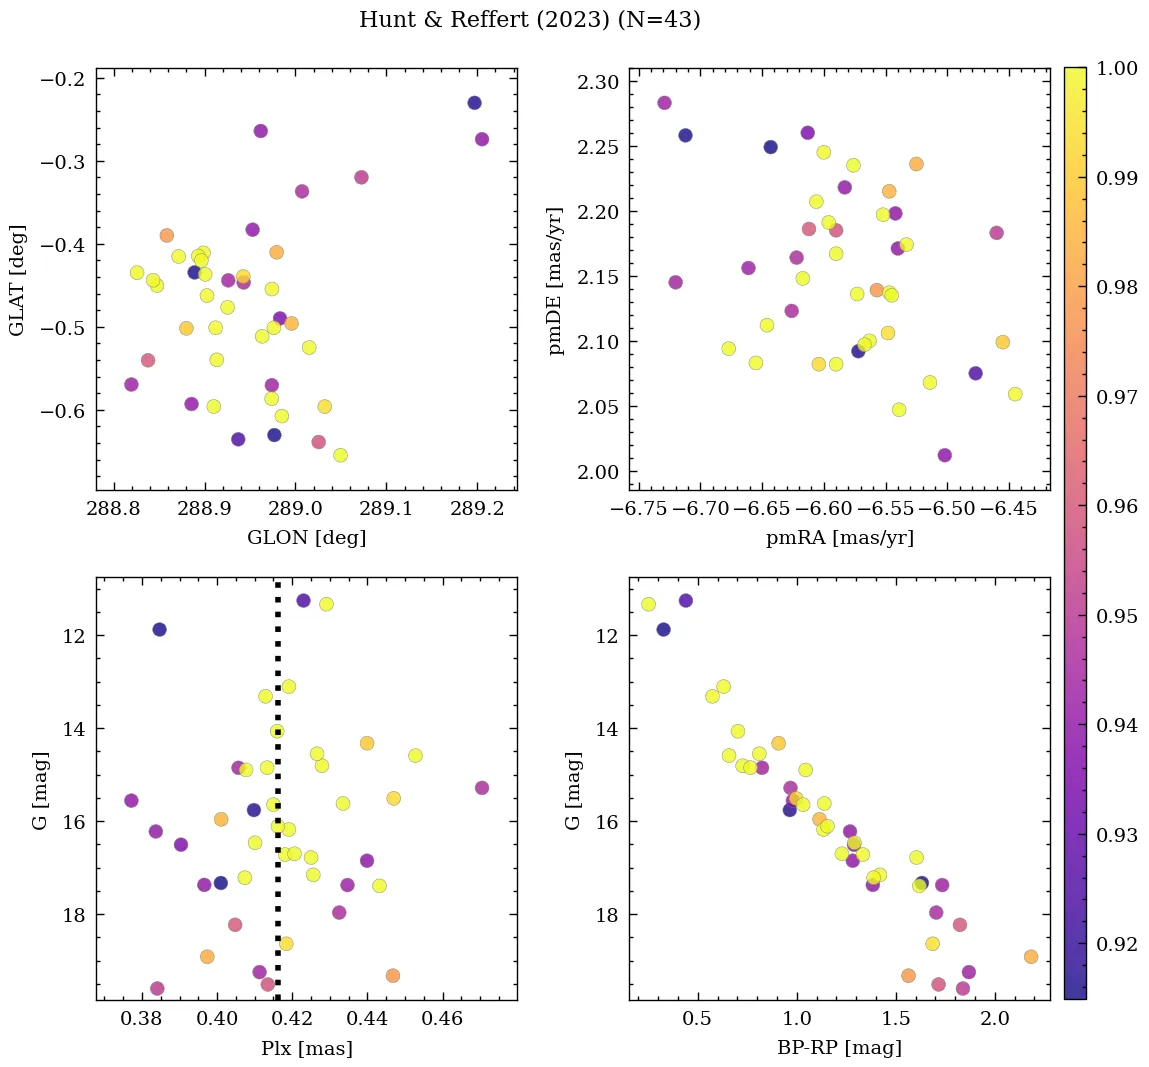 Hunt & Reffert (2023) (N=43)
−0.2
−0.3
−0.4
−0.5
−0.6
GLAT [deg]
288.8 288.9 289.0 289.1 289.2
GLON [deg]
2.30
2.25
2.20
2.15
2.10
2.05
2.00
pmDE [mas/yr]
−6.75 −6.70 −6.65 −6.60 −6.55 −6.50 −6.45
pmRA [mas/yr]
1.00
0.99
0.98
0.97
0.96
0.95
0.94
0.93
0.92
12
14
16
18
G [mag]
0.38 0.40 0.42 0.44 0.46
Plx [mas]
12
14
16
18
G [mag]
0.5 1.0 1.5 2.0
BP-RP [mag]